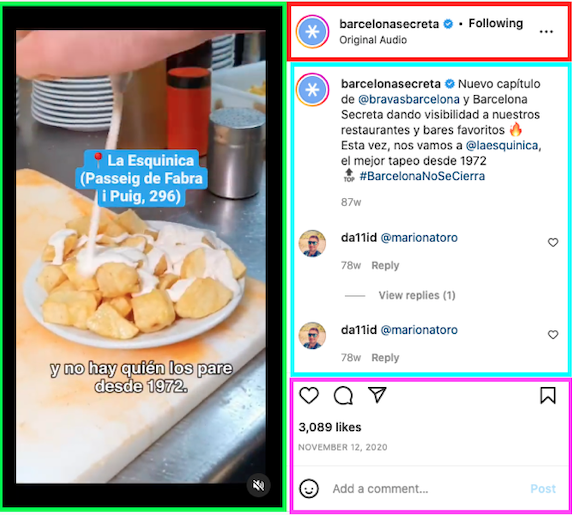 📍La Esquinica
(Passeig de Fabra
i Puig, 296)
y no hay quién los pare
desde 1972.
barcelonasecreta • Following
Original Audio
barcelonasecreta Nuevo capítulo
de @bravasbarcelona y Barcelona
Secreta dando visibilidad a nuestros
restaurantes y bares favoritos 🔥
Esta vez, nos vamos a @laesquinica,
el mejor tapeo desde 1972
🔝 #BarcelonaNoSeCierra
87w
da11id @marionatoro
78w Reply
View replies (1)
da11id @marionatoro
78w Reply
3,089 likes
NOVEMBER 12, 2020
Add a comment... Post